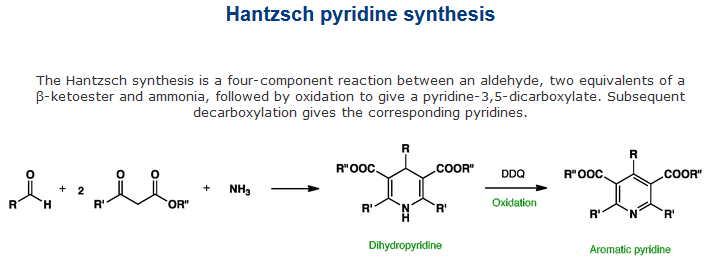 Hantzsch pyridine synthesis
The Hantzsch synthesis is a four-component reaction between an aldehyde, two equivalents of a
β-ketoester and ammonia, followed by oxidation to give a pyridine-3,5-dicarboxylate. Subsequent
decarboxylation gives the corresponding pyridines.
O
R H
+ 2
O O
R' OR"
+ NH₃
R
R"OOC COOR"
R' N R'
H
Dihydropyridine
DDQ
Oxidation
R
R"OOC COOR"
R' N R'
Aromatic pyridine